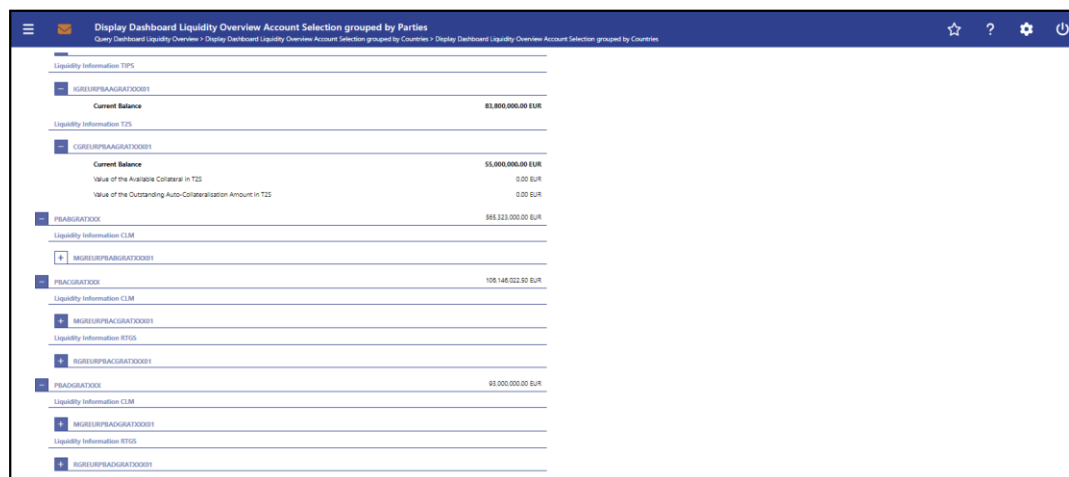 Display Dashboard Liquidity Overview Account Selection grouped by Parties
Query Dashboard Liquidity Overview > Display Dashboard Liquidity Overview Account Selection grouped by Countries > Display Dashboard Liquidity Overview Account Selection grouped by Countries
Liquidity Information TIPS
IGREURPBAAGRATXXX01
Current Balance 83,800,000.00 EUR
Liquidity Information T2S
CGREURPBAAGRATXXX01
Current Balance 55,000,000.00 EUR
Value of the Available Collateral in T2S 0.00 EUR
Value of the Outstanding Auto-Collateralisation Amount in T2S 0.00 EUR
PBABGRATXXX 565,323,000.00 EUR
Liquidity Information CLM
MGREURPBABGRATXXX01
PBACGRATXXX 106,146,022.50 EUR
Liquidity Information CLM
MGREURPBACGRATXXX01
Liquidity Information RTGS
RGREURPBACGRATXXX01
PBADGRATXXX 93,000,000.00 EUR
Liquidity Information CLM
MGREURPBADGRATXXX01
Liquidity Information RTGS
RGREURPBADGRATXXX01